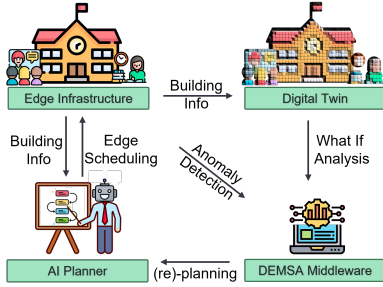 Building
Info
Edge Infrastructure
Digital Twin
Building
Info
Edge
Scheduling
Anomaly
Detection
What If
Analysis
AI Planner
(re)-planning
DEMSA Middleware